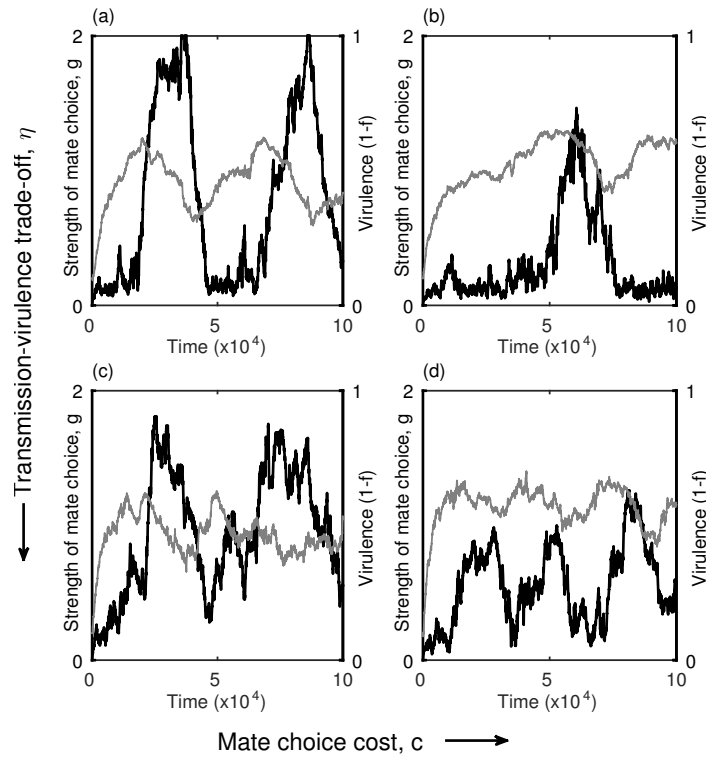 (a)
2
1
Strength of mate choice, g
Virulence (1-f)
0
0
0
5
10
Time (x10^4)
(b)
2
1
Strength of mate choice, g
Virulence (1-f)
0
0
0
5
10
Time (x10^4)
Transmission-virulence trade-off, η
(c)
2
1
Strength of mate choice, g
Virulence (1-f)
0
0
0
5
10
Time (x10^4)
(d)
2
1
Strength of mate choice, g
Virulence (1-f)
0
0
0
5
10
Time (x10^4)
Mate choice cost, c